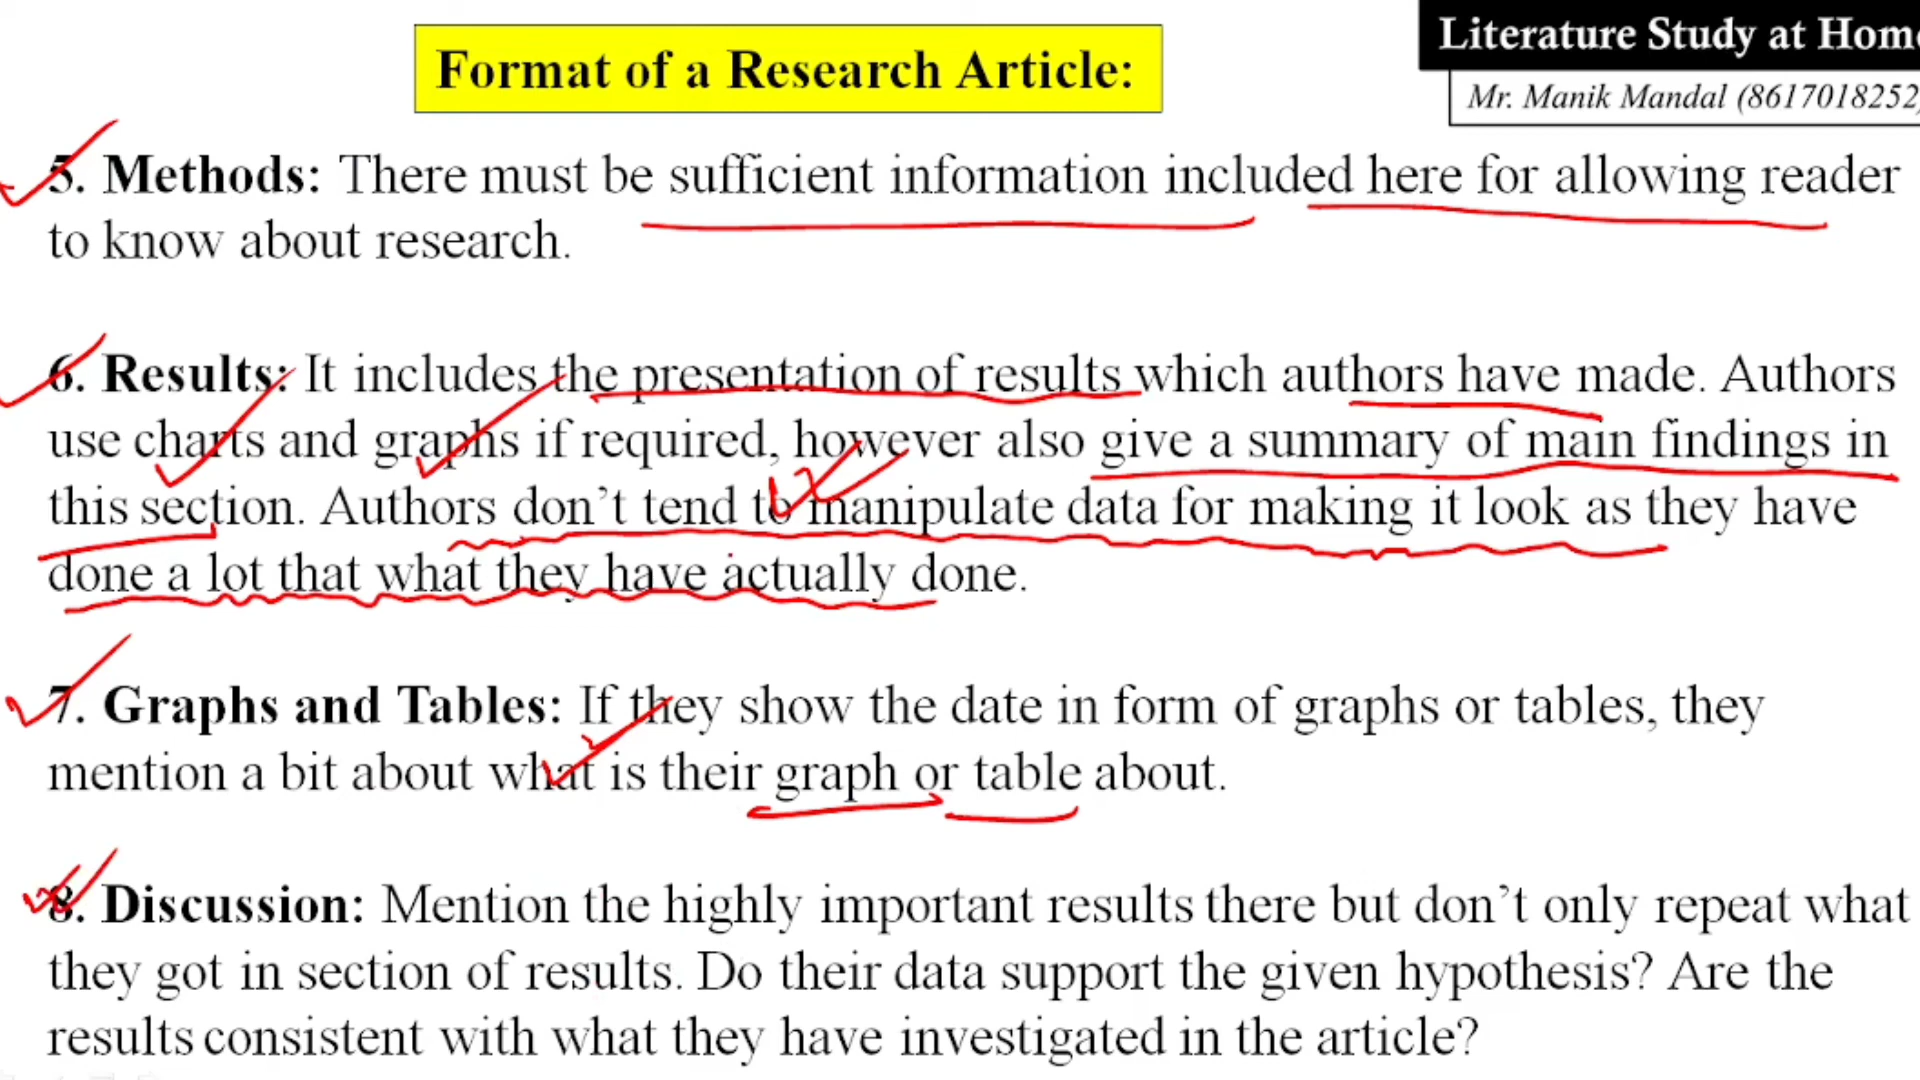 Literature Study at Home
Format of a Research Article:
Mr. Manik Mandal (8617018252)
5. Methods: There must be sufficient information included here for allowing reader
to know about research.
6. Results: It includes the presentation of results which authors have made. Authors
use charts and graphs if required, however also give a summary of main findings in
this section. Authors don’t tend to manipulate data for making it look as they have
done a lot that what they have actually done.
7. Graphs and Tables: If they show the date in form of graphs or tables, they
mention a bit about what is their graph or table about.
8. Discussion: Mention the highly important results there but don’t only repeat what
they got in section of results. Do their data support the given hypothesis? Are the
results consistent with what they have investigated in the article?